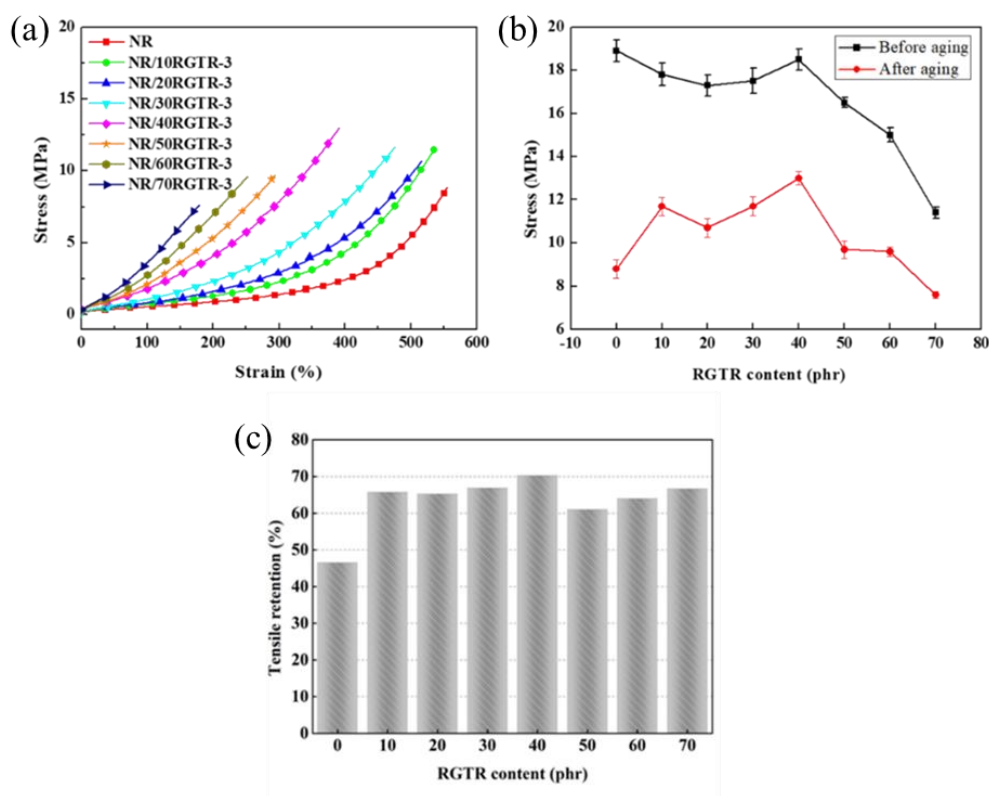 (a)
20
15
10
5
0
Stress (MPa)
NR
NR/10RGTR-3
NR/20RGTR-3
NR/30RGTR-3
NR/40RGTR-3
NR/50RGTR-3
NR/60RGTR-3
NR/70RGTR-3
0 100 200 300 400 500 600
Strain (%)
(b)
20
18
16
14
12
10
8
6
Stress (MPa)
Before aging
After aging
-10 0 10 20 30 40 50 60 70 80
RGTR content (phr)
(c)
80
70
60
50
40
30
20
10
0
Tensile retention (%)
0 10 20 30 40 50 60 70
RGTR content (phr)